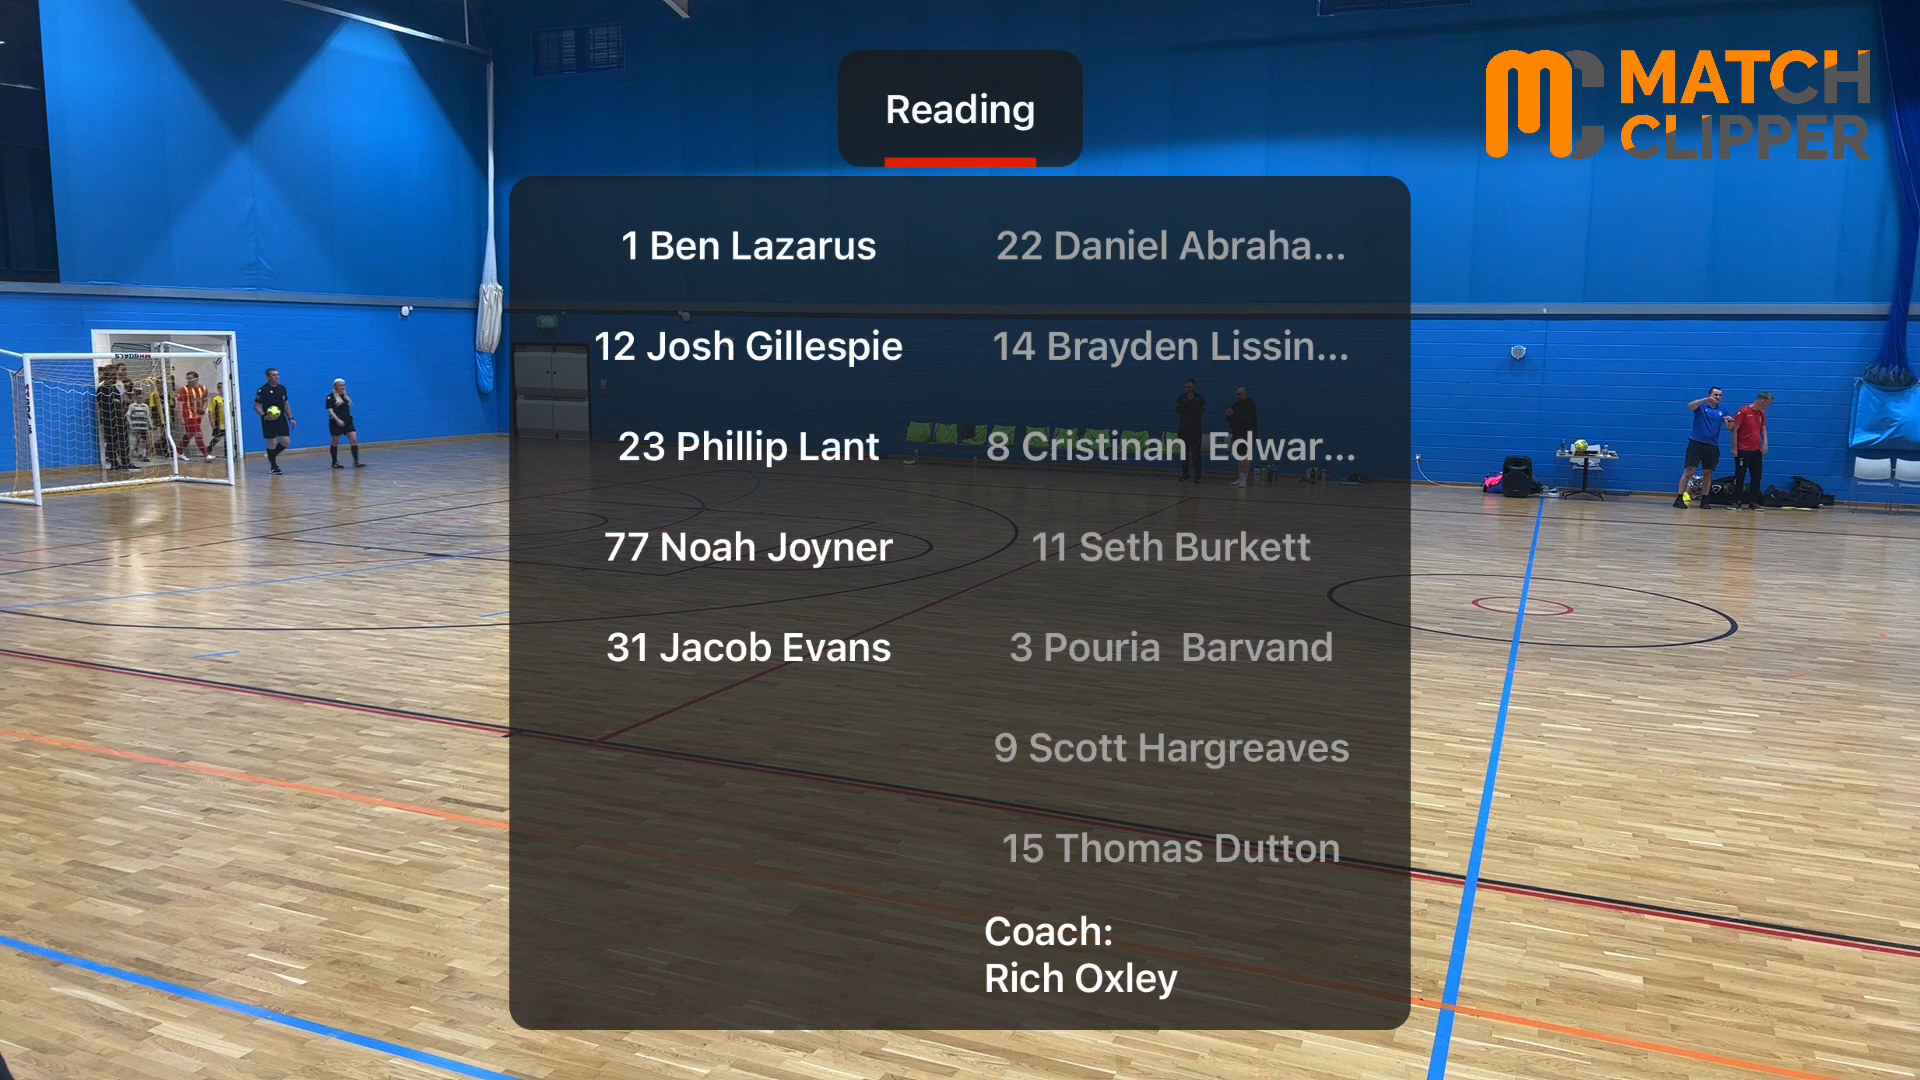 Reading
MATCH
CLIPPER
1 Ben Lazarus
22 Daniel Abraha...
12 Josh Gillespie
14 Brayden Lissin...
23 Phillip Lant
8 Cristinan  Edwar...
77 Noah Joyner
11 Seth Burkett
31 Jacob Evans
3 Pouria  Barvand
9 Scott Hargreaves
15 Thomas Dutton
Coach:
Rich Oxley